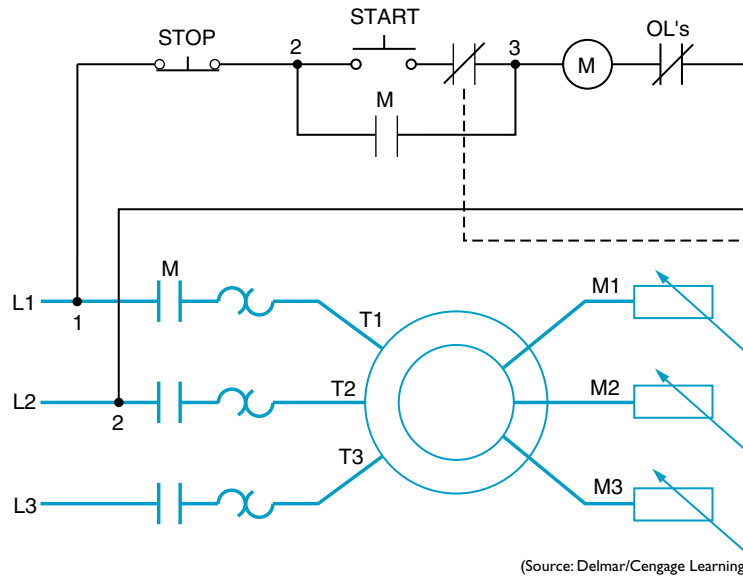 START
STOP
OL's
2
3
M
M
M
L1
1
T1
M1
L2
2
T2
M2
T3
M3
L3
(Source: Delmar/Cengage Learning